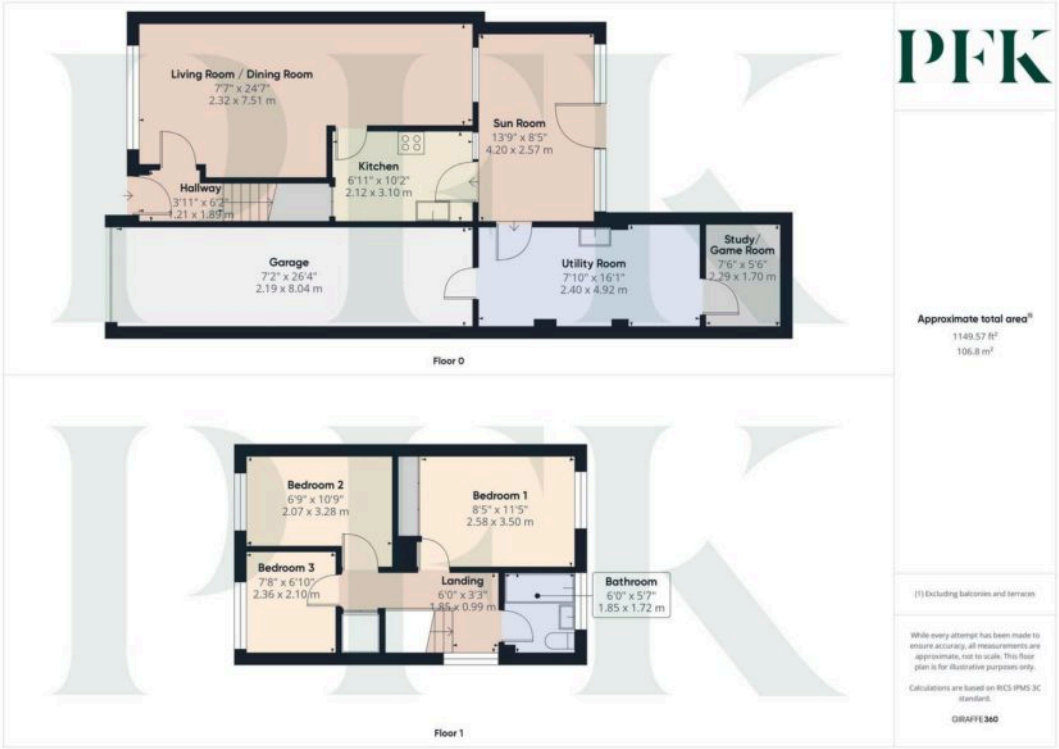 PFK
Living Room / Dining Room
7'7" x 24'7"
2.32 x 7.51 m
Sun Room
13'9" x 8'5"
4.20 x 2.57 m
Kitchen
6'11" x 10'2"
2.12 x 3.10 m
Hallway
3'11" x 6'2"
1.21 x 1.89 m
Garage
7'2" x 26'4"
2.19 x 8.04 m
Utility Room
7'10" x 16'1"
2.40 x 4.92 m
Study/
Game Room
7'6" x 5'6"
2.29 x 1.70 m
Floor 0
PFK
Bedroom 2
6'9" x 10'9"
2.07 x 3.28 m
Bedroom 1
8'5" x 11'5"
2.58 x 3.50 m
Bedroom 3
7'8" x 6'10"
2.36 x 2.10 m
Landing
6'0" x 3'3"
1.85 x 0.99 m
Bathroom
6'0" x 5'7"
1.85 x 1.72 m
Floor 1
PFK
Approximate total area(1)
1149.57 ft²
106.8 m²
(1) Excluding balconies and terraces
While every attempt has been made to
ensure accuracy, all measurements are
approximate, not to scale. This floor
plan is for illustrative purposes only.
Calculations are based on RICS IPMS 3C
standard.
GIRAFFE360